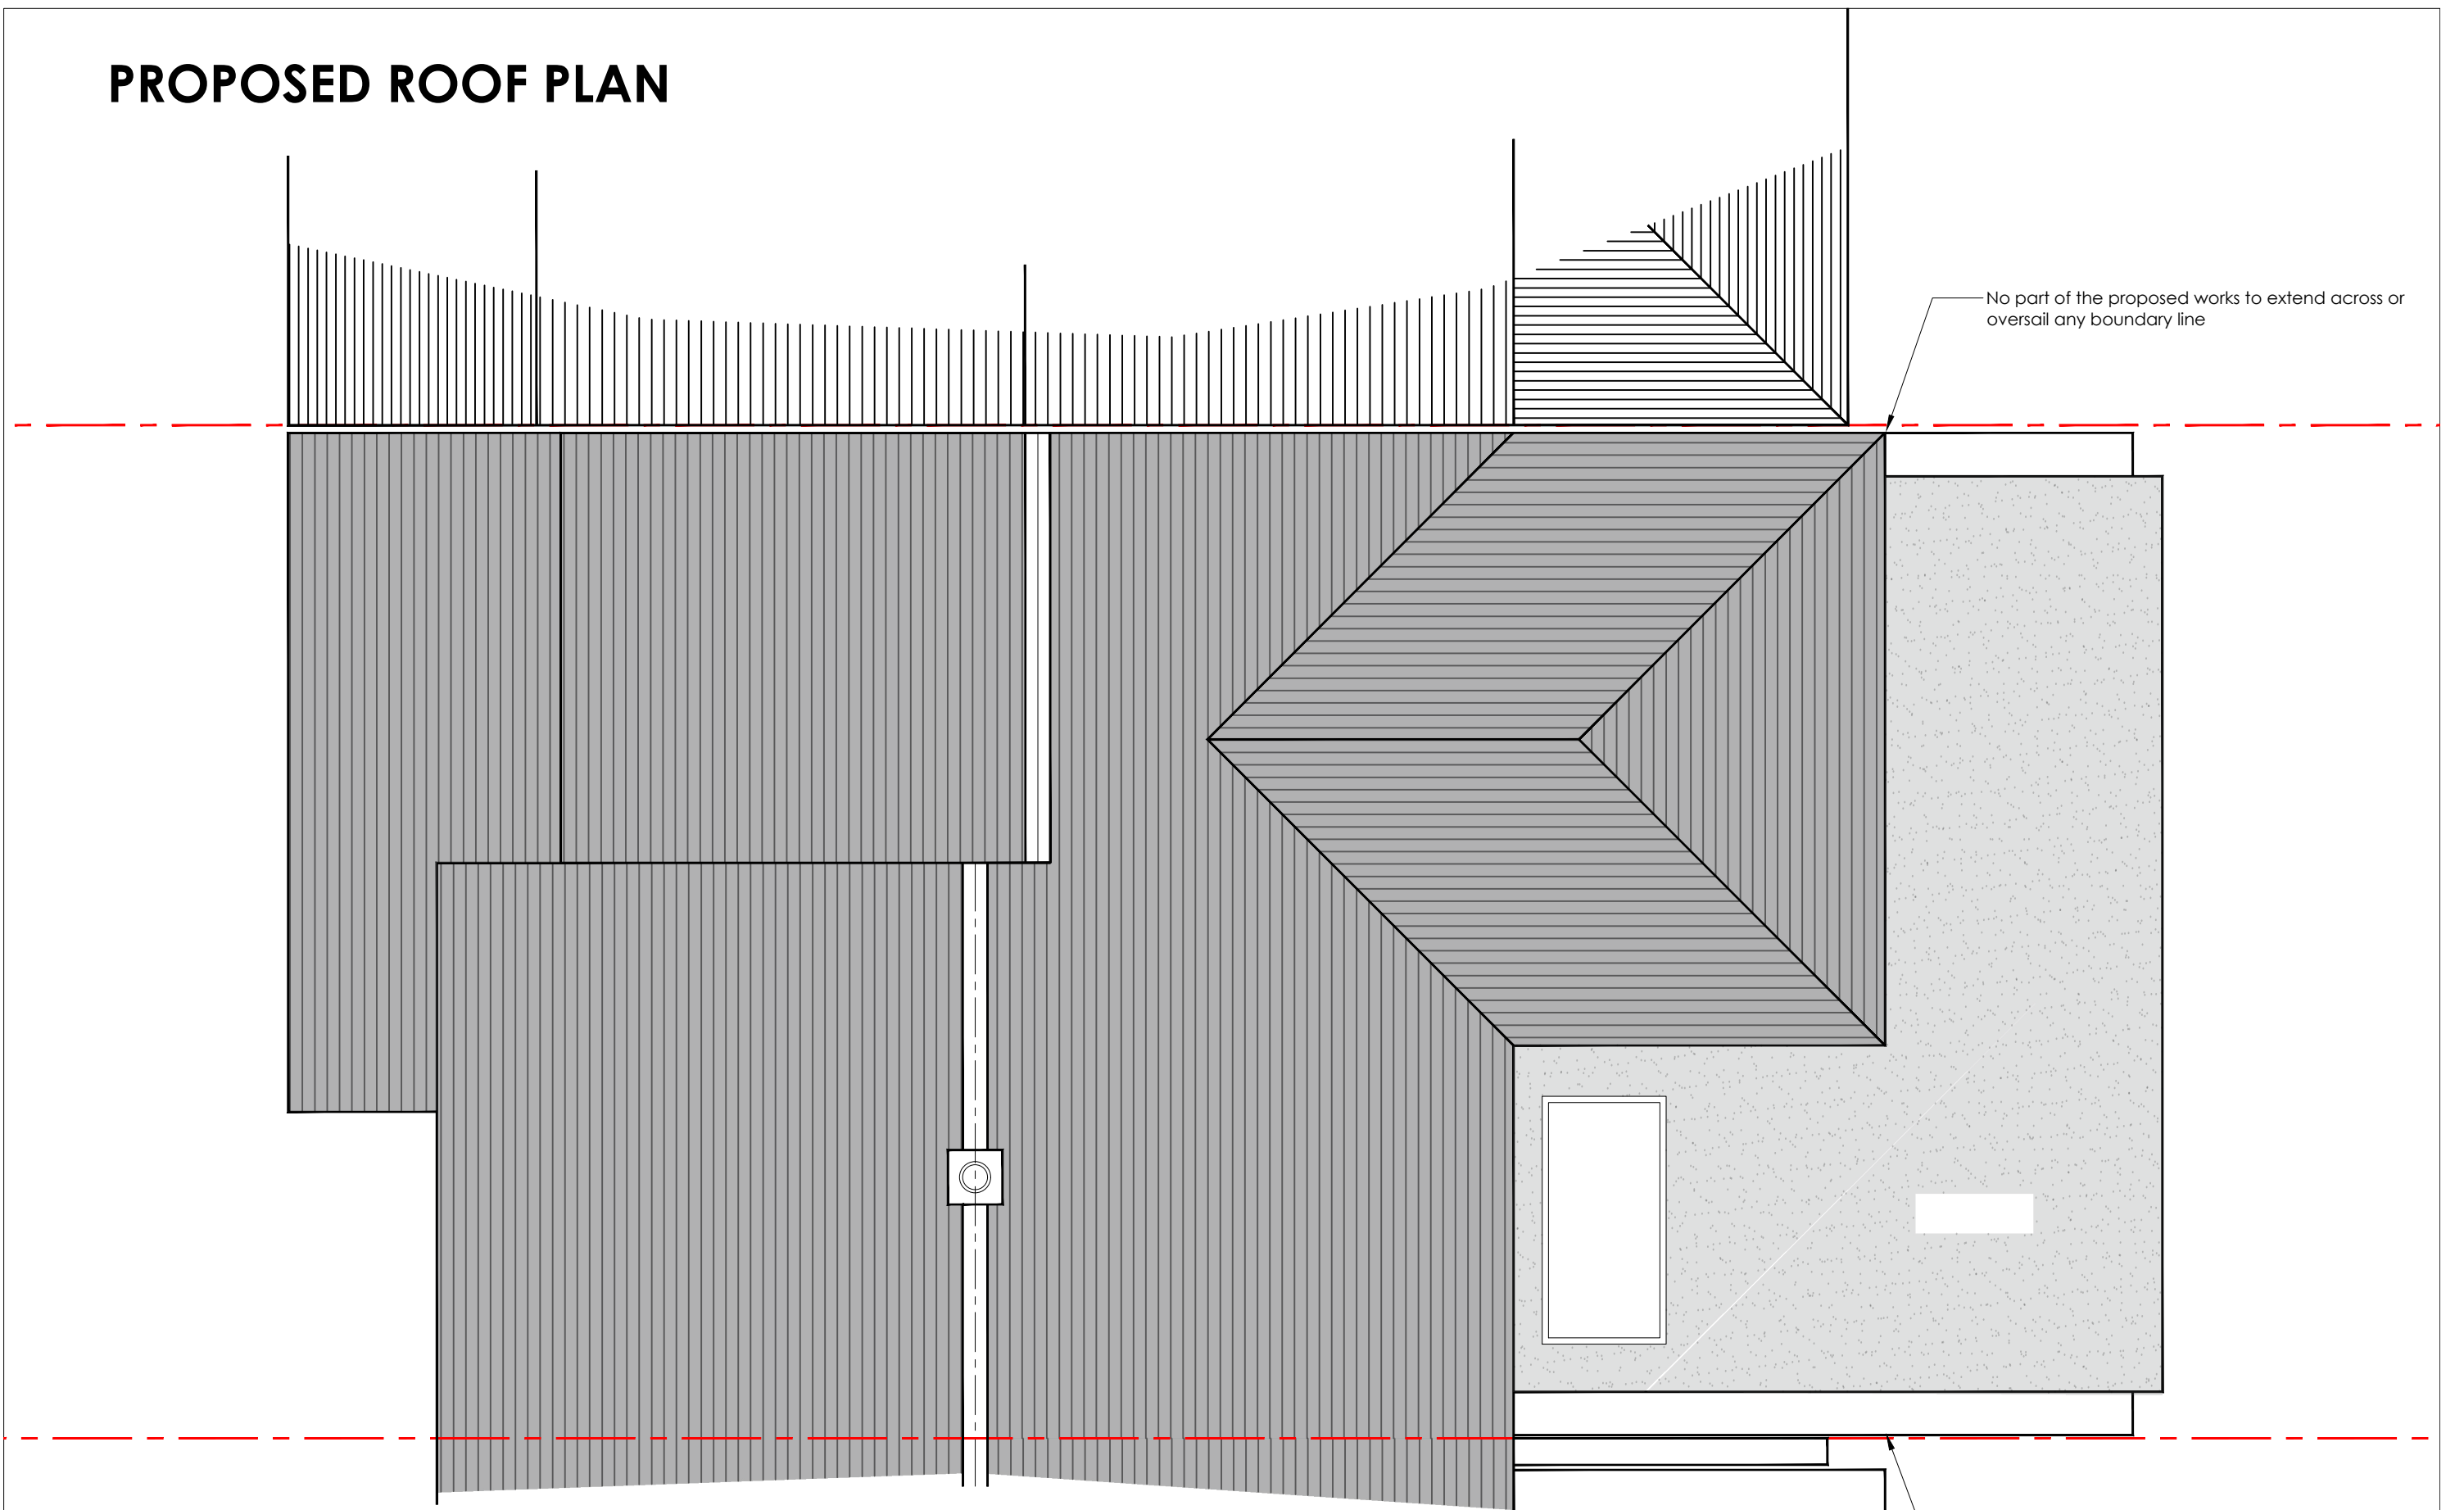 PROPOSED ROOF PLAN
No part of the proposed works to extend across or
oversail any boundary line